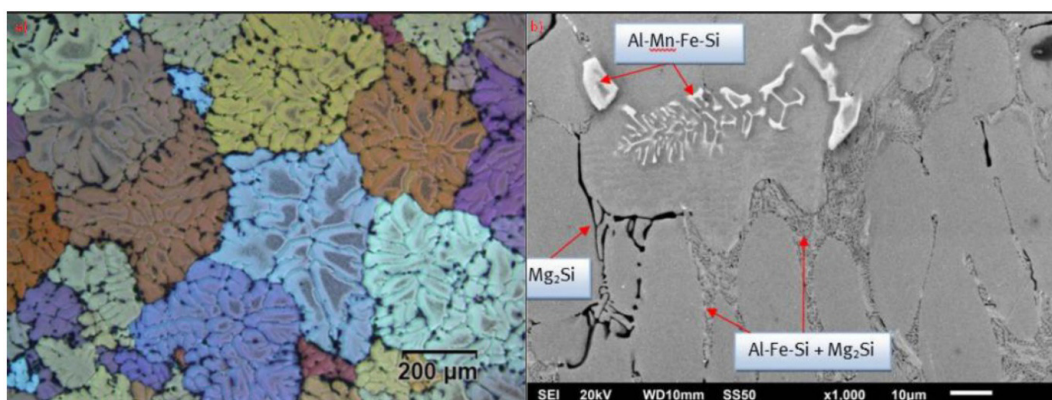 a)
200 µm
b)
Al-Mn-Fe-Si
Mg₂Si
Al-Fe-Si + Mg₂Si
SEI 20kV WD10mm SS50 x1,000 10µm